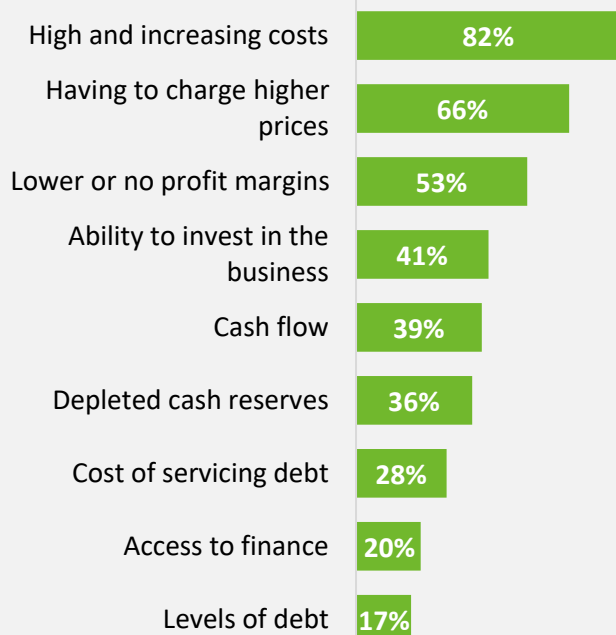 High and increasing costs
82%
Having to charge higher
prices
66%
Lower or no profit margins
53%
Ability to invest in the
business
41%
Cash flow
39%
Depleted cash reserves
36%
Cost of servicing debt
28%
Access to finance
20%
Levels of debt
17%